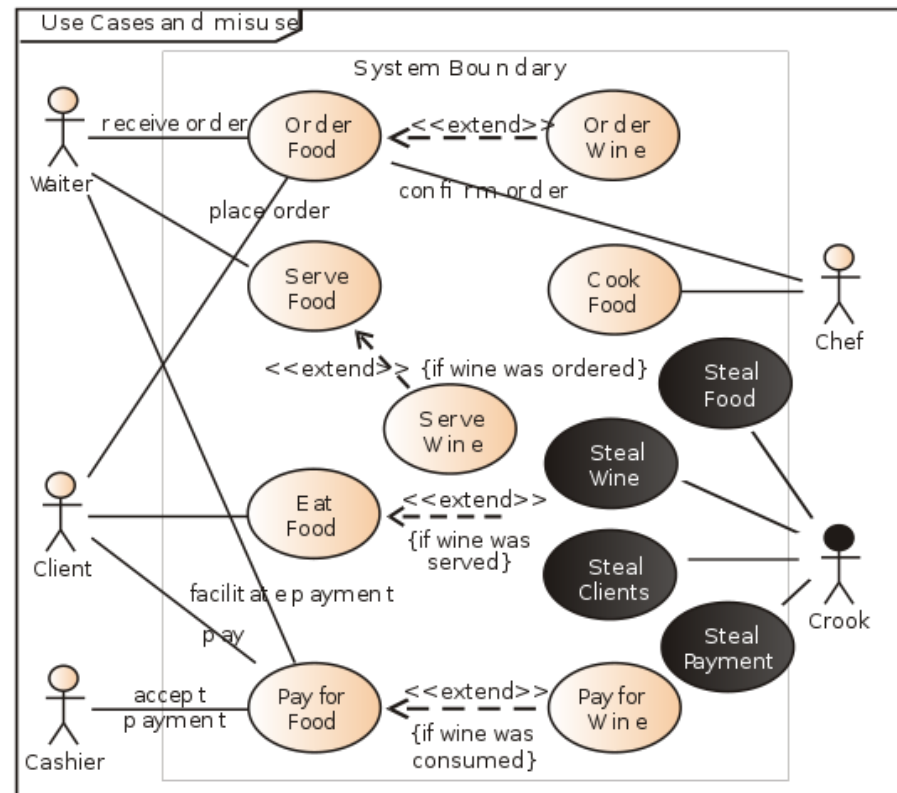 Use Cases and misuse
System Boundary
receive order
Order
Food
<<extend>>
Order
Wine
Waiter
confirm order
place order
Serve
Food
Cook
Food
Chef
<<extend>> {if wine was ordered}
Steal
Food
Serve
Wine
Steal
Wine
Eat
Food
<<extend>>
{if wine was
served}
Client
Steal
Clients
Crook
facilitate payment
pay
Steal
Payment
accept
payment
Pay for
Food
<<extend>>
Pay for
Wine
{if wine was
consumed}
Cashier